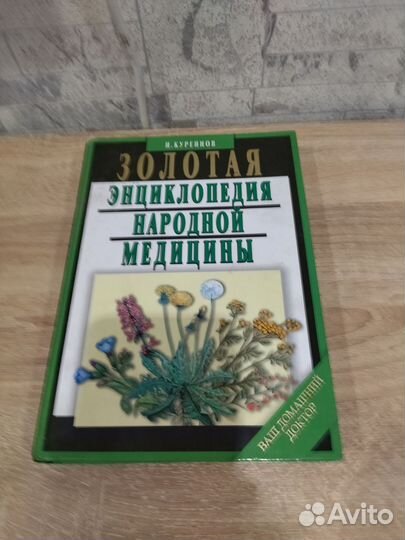 И. КУРЕННОВ
ЗОЛОТАЯ
ЭНЦИКЛОПЕДИЯ
НАРОДНОЙ
МЕДИЦИНЫ
ВАШ ДОМАШНИЙ
ДОКТОР
Avito